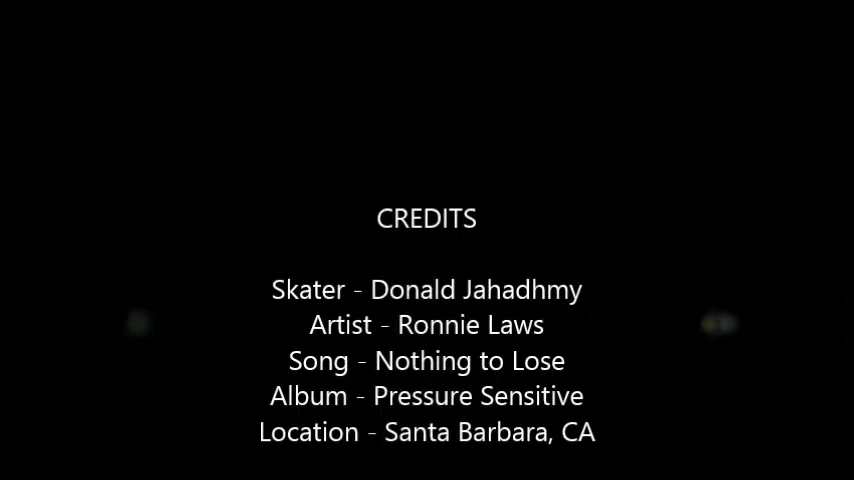 CREDITS
Skater - Donald Jahadhmy
Artist - Ronnie Laws
Song - Nothing to Lose
Album - Pressure Sensitive
Location - Santa Barbara, CA